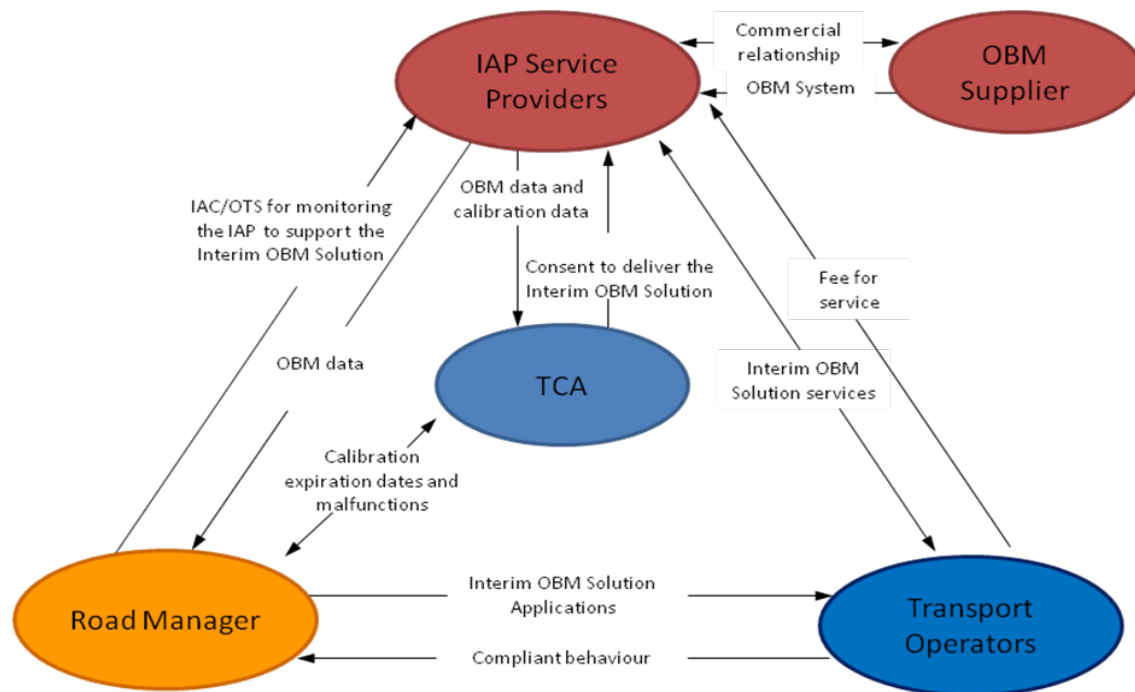 IAP Service
Providers
Commercial
relationship
OBM System
OBM
Supplier
IAC/OTS for monitoring
the IAP to support the
Interim OBM Solution
OBM data and
calibration data
Consent to deliver the
Interim OBM Solution
Fee for
service
OBM data
TCA
Interim OBM
Solution services
Calibration
expiration dates and
malfunctions
Road Manager
Interim OBM Solution
Applications
Compliant behaviour
Transport
Operators